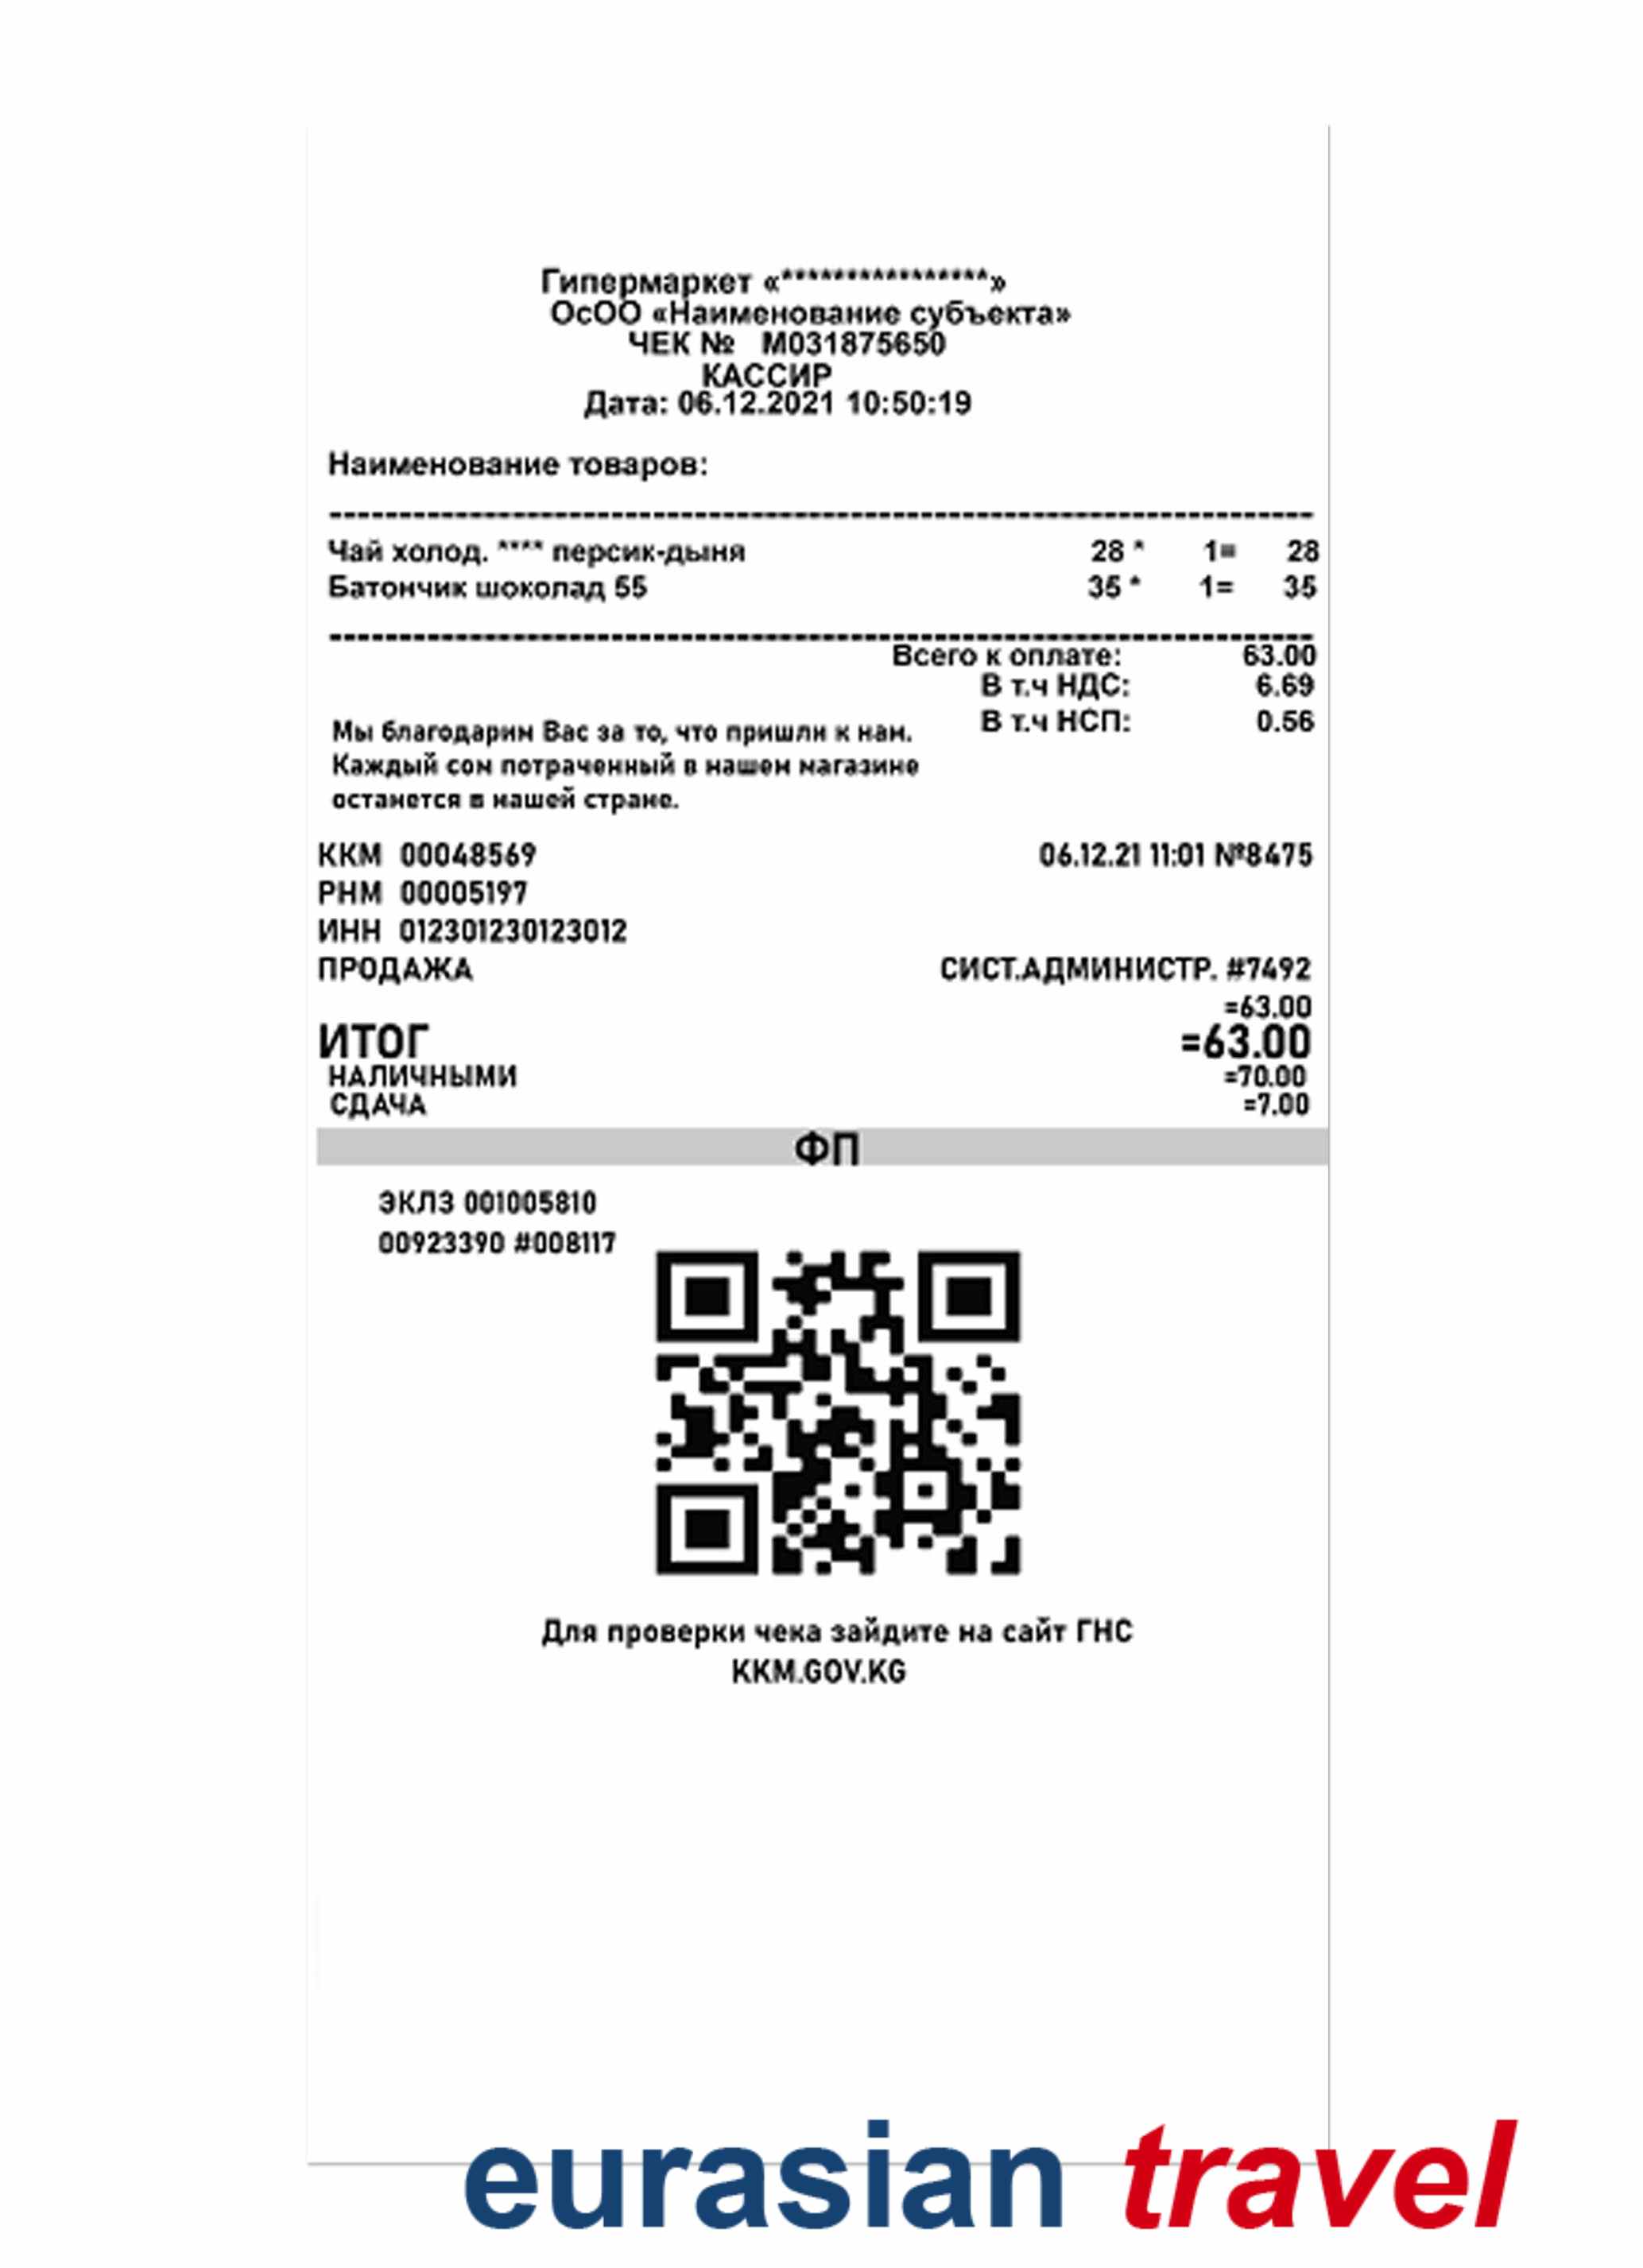 Гипермаркет «****************»
ОсОО «Наименование субъекта»
ЧЕК № М031875650
КАССИР
Дата: 06.12.2021 10:50:19
Наименование товаров:
Чай холод. **** персик-дыня 28 * 1= 28
Батончик шоколад 55 35 * 1= 35
Всего к оплате: 63.00
В т.ч НДС: 6.69
В т.ч НСП: 0.56
Мы благодарим Вас за то, что пришли к нам.
Каждый сом потраченный в нашем магазине
останется в нашей стране.
ККМ 00048569 06.12.21 11:01 №8475
РНМ 00005197
ИНН 012301230123012
ПРОДАЖА СИСТ.АДМИНИСТР. #7492
=63.00
ИТОГ =63.00
НАЛИЧНЫМИ =70.00
СДАЧА =7.00
ФП
ЭКЛЗ 001005810
00923390 #008117
Для проверки чека зайдите на сайт ГНС
KKM.GOV.KG
eurasian travel